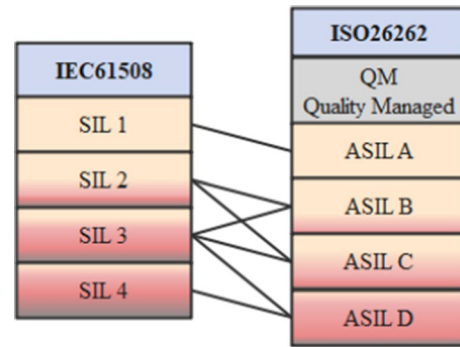 IEC61508
SIL 1
SIL 2
SIL 3
SIL 4
ISO26262
QM
Quality Managed
ASIL A
ASIL B
ASIL C
ASIL D